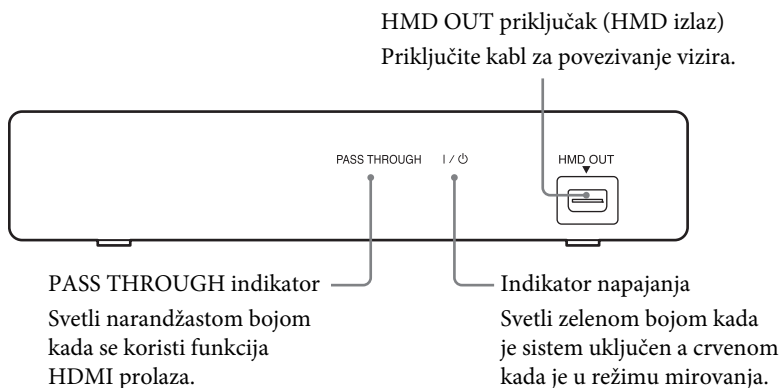 HMD OUT priključak (HMD izlaz)
Priključite kabl za povezivanje vizira.
PASS THROUGH I / ⏻ HMD OUT
PASS THROUGH indikator
Svetli narandžastom bojom
kada se koristi funkcija
HDMI prolaza.
Indikator napajanja
Svetli zelenom bojom kada
je sistem uključen a crvenom
kada je u režimu mirovanja.